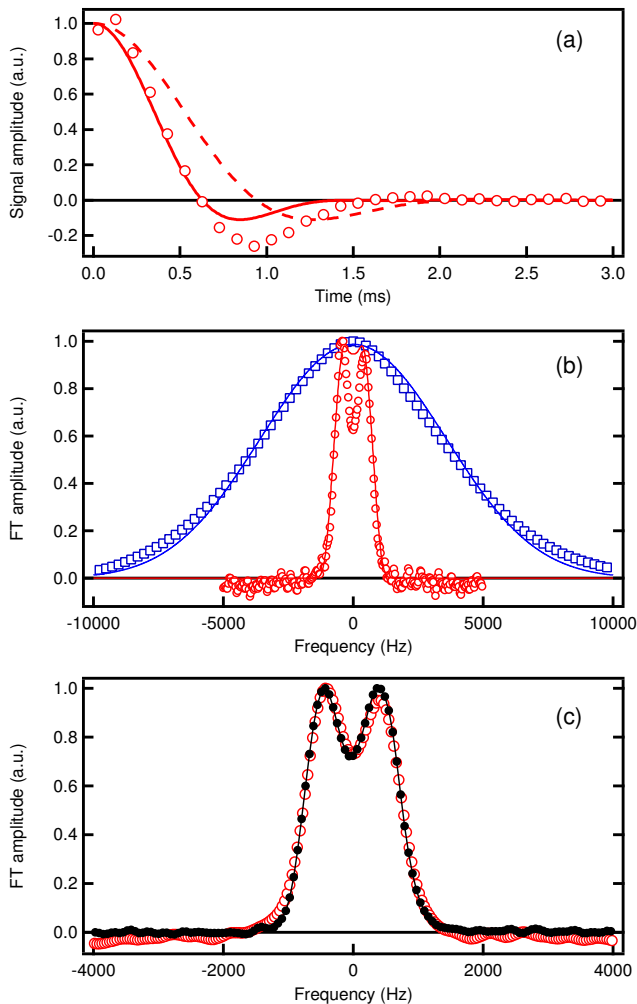 (a)
Signal amplitude (a.u.)
1.0
0.8
0.6
0.4
0.2
0.0
-0.2
0.0 0.5 1.0 1.5 2.0 2.5 3.0
Time (ms)
(b)
FT amplitude (a.u.)
1.0
0.8
0.6
0.4
0.2
0.0
-10000 -5000 0 5000 10000
Frequency (Hz)
(c)
FT amplitude (a.u.)
1.0
0.8
0.6
0.4
0.2
0.0
-4000 -2000 0 2000 4000
Frequency (Hz)